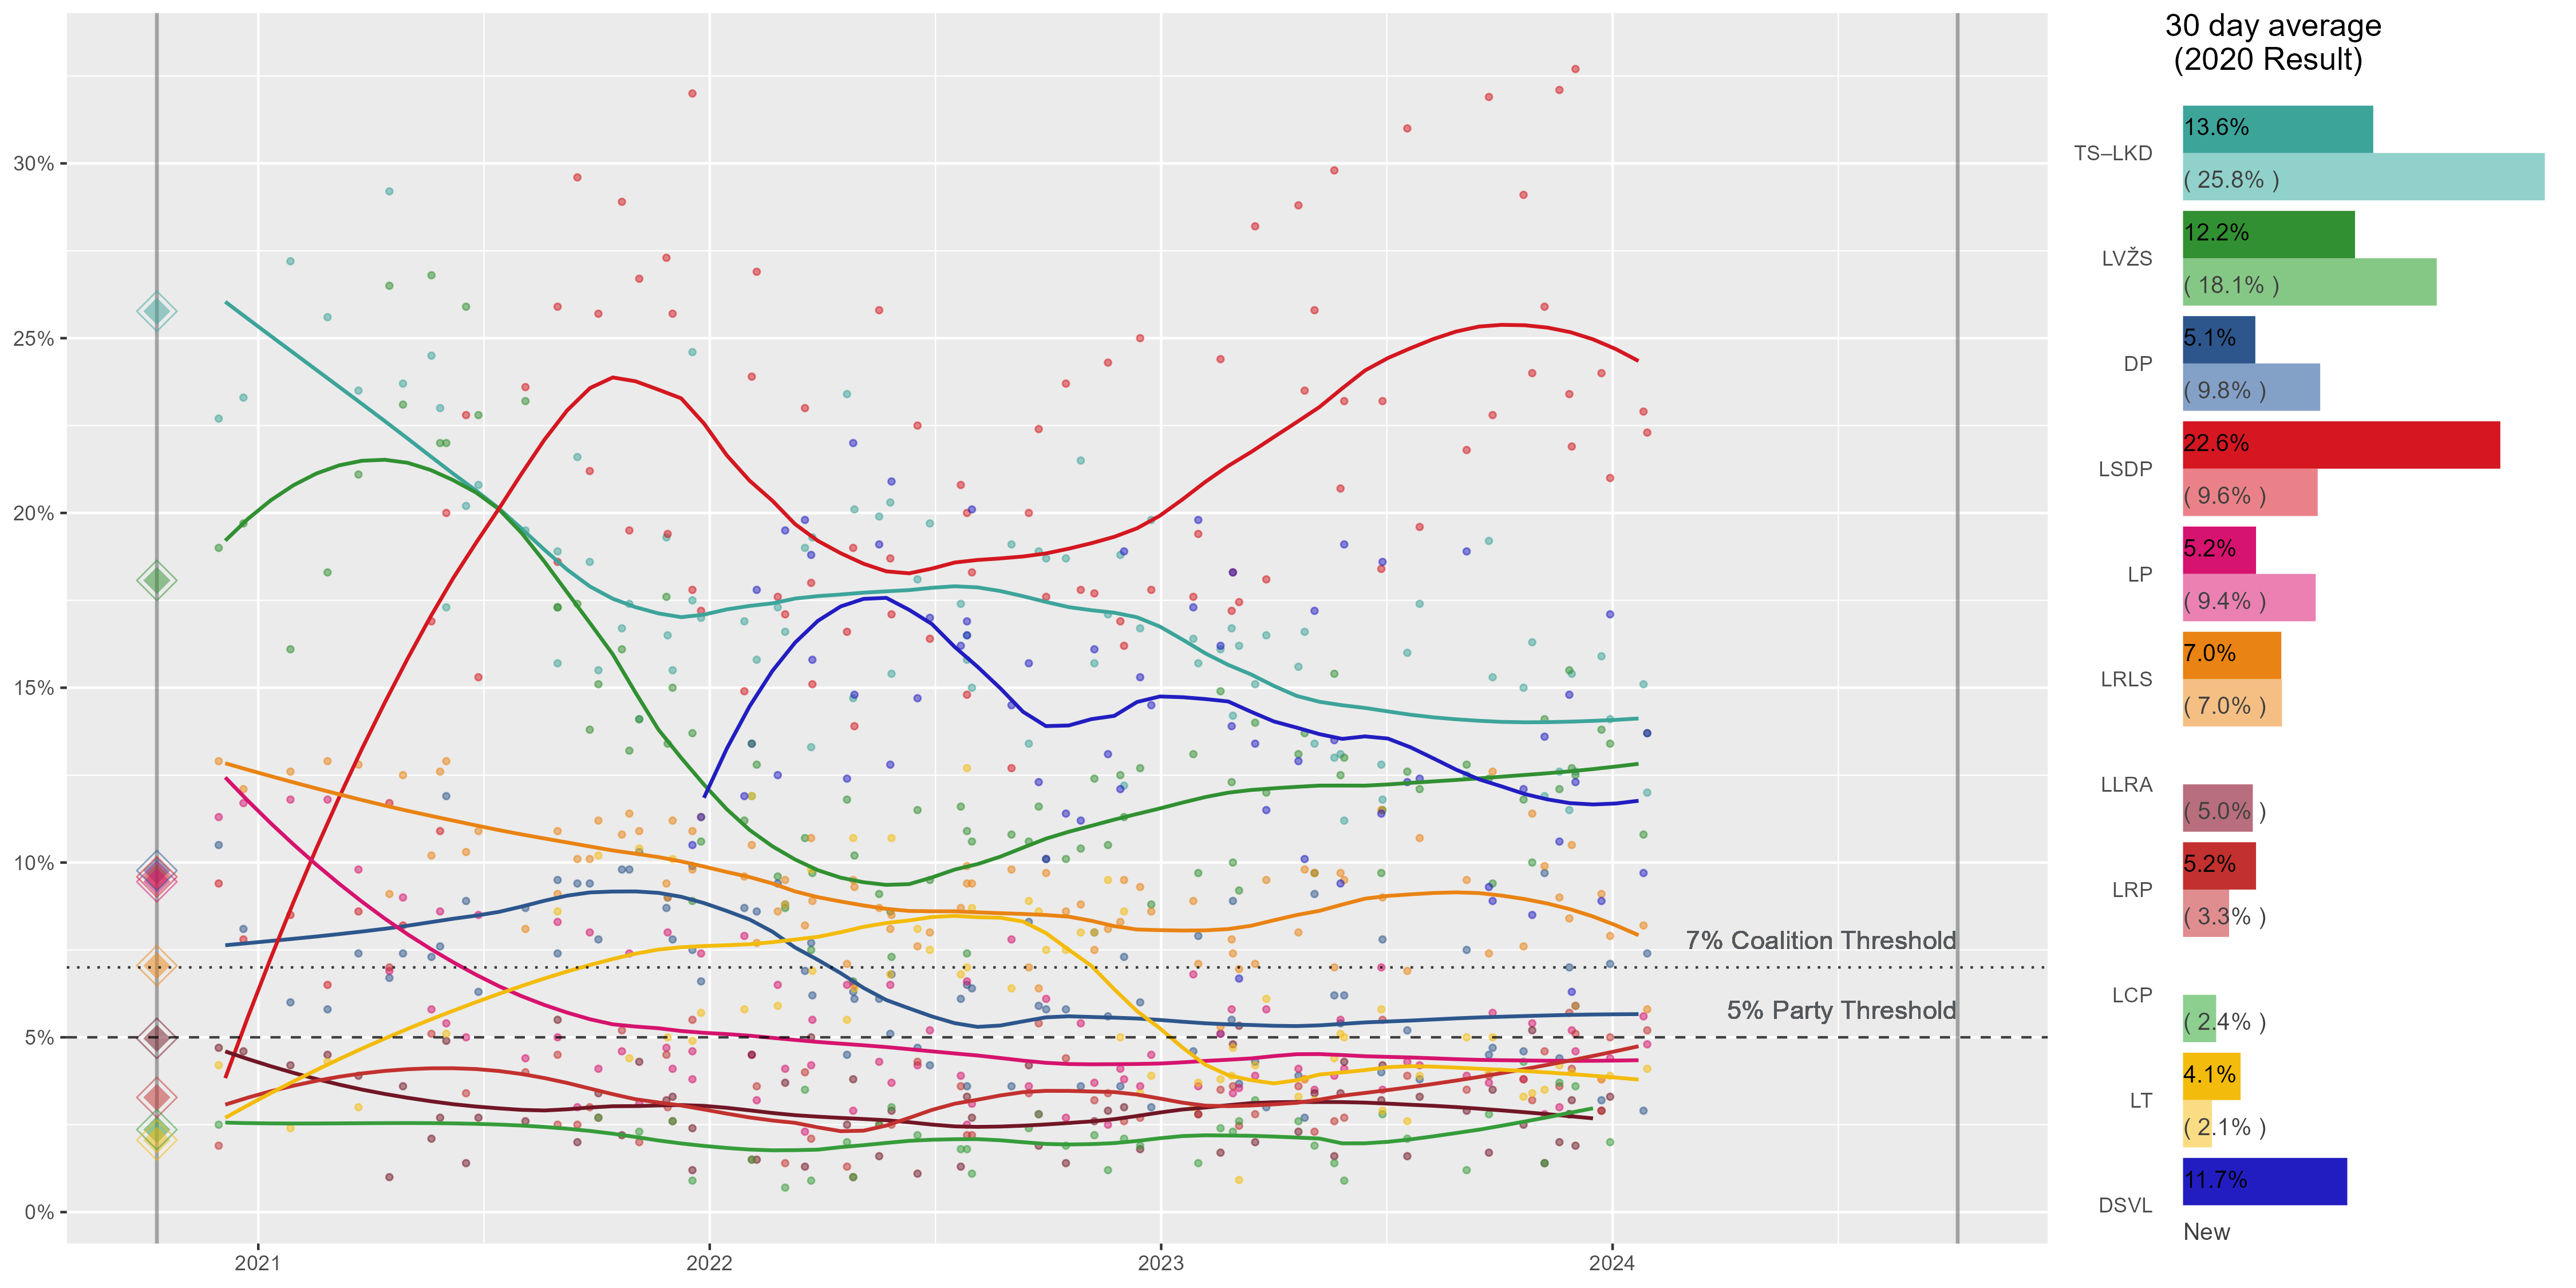 30 day average
(2020 Result)
30%
25%
20%
15%
10%
5%
0%
7% Coalition Threshold
5% Party Threshold
2021
2022
2023
2024
TS–LKD
13.6%
( 25.8% )
LVŽS
12.2%
( 18.1% )
DP
5.1%
( 9.8% )
LSDP
22.6%
( 9.6% )
LP
5.2%
( 9.4% )
LRLS
7.0%
( 7.0% )
LLRA
( 5.0% )
LRP
5.2%
( 3.3% )
LCP
( 2.4% )
LT
4.1%
( 2.1% )
DSVL
11.7%
New